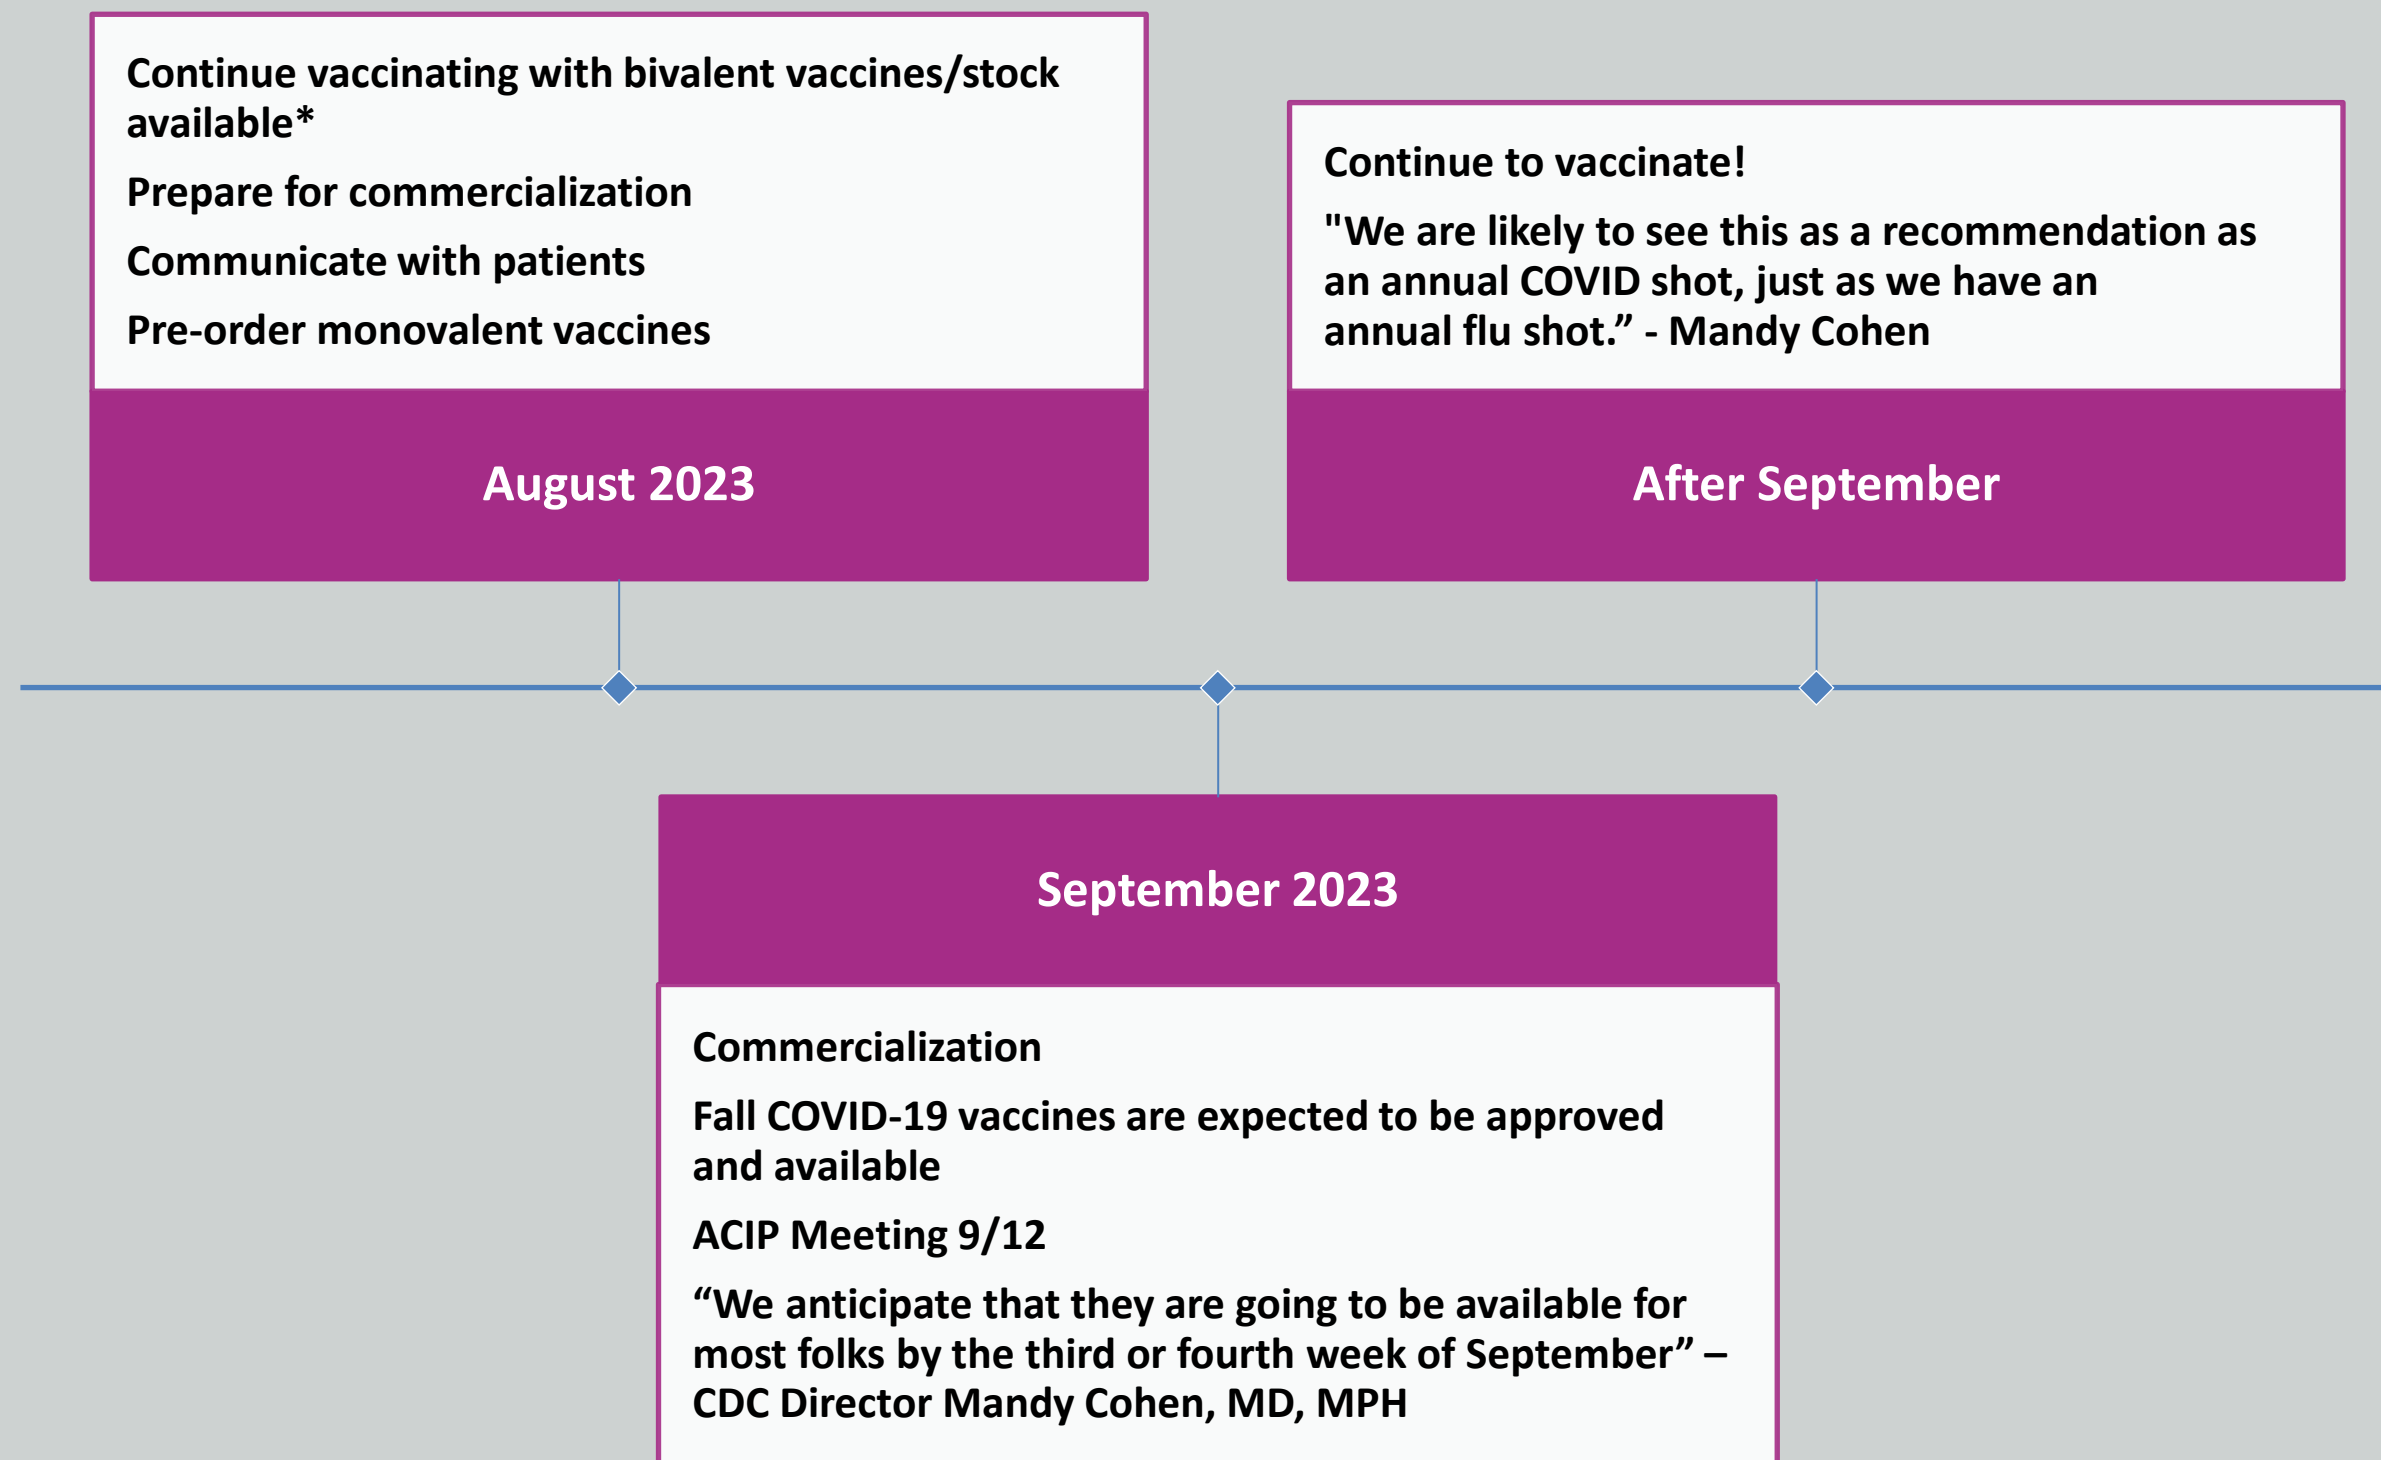 Continue vaccinating with bivalent vaccines/stock
available*
Prepare for commercialization
Communicate with patients
Pre-order monovalent vaccines
August 2023
Continue to vaccinate!
"We are likely to see this as a recommendation as
an annual COVID shot, just as we have an
annual flu shot.” - Mandy Cohen
After September
September 2023
Commercialization
Fall COVID-19 vaccines are expected to be approved
and available
ACIP Meeting 9/12
“We anticipate that they are going to be available for
most folks by the third or fourth week of September” –
CDC Director Mandy Cohen, MD, MPH